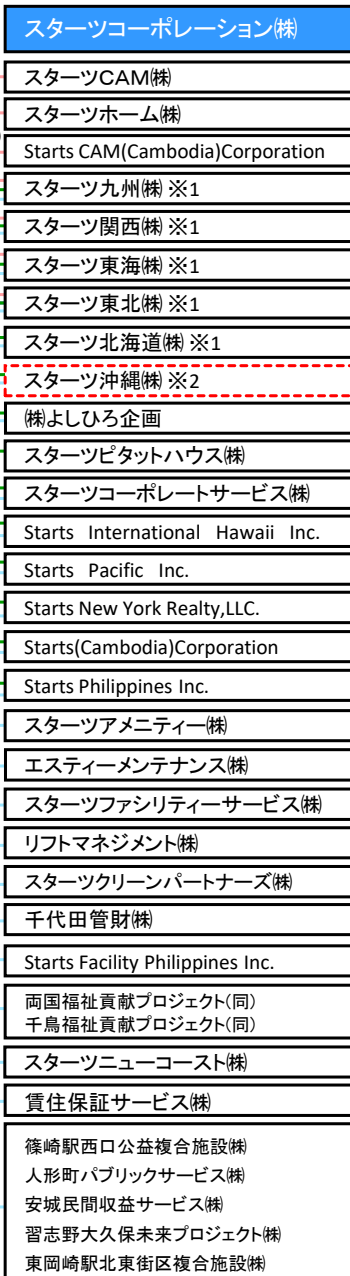 スターツコーポレーション㈱
スターツCAM㈱
スターツホーム㈱
Starts CAM(Cambodia)Corporation
スターツ九州㈱ ※1
スターツ関西㈱ ※1
スターツ東海㈱ ※1
スターツ東北㈱ ※1
スターツ北海道㈱ ※1
スターツ沖縄㈱ ※2
㈱よしひろ企画
スターツピタットハウス㈱
スターツコーポレートサービス㈱
Starts International Hawaii Inc.
Starts Pacific Inc.
Starts New York Realty,LLC.
Starts(Cambodia)Corporation
Starts Philippines Inc.
スターツアメニティー㈱
エスティーメンテナンス㈱
スターツファシリティーサービス㈱
リフトマネジメント㈱
スターツクリーンパートナーズ㈱
千代田管財㈱
Starts Facility Philippines Inc.
両国福祉貢献プロジェクト(同)
千鳥福祉貢献プロジェクト(同)
スターツニューコースト㈱
賃住保証サービス㈱
篠崎駅西口公益複合施設㈱
人形町パブリックサービス㈱
安城民間収益サービス㈱
習志野大久保未来プロジェクト㈱
東岡崎駅北東街区複合施設㈱